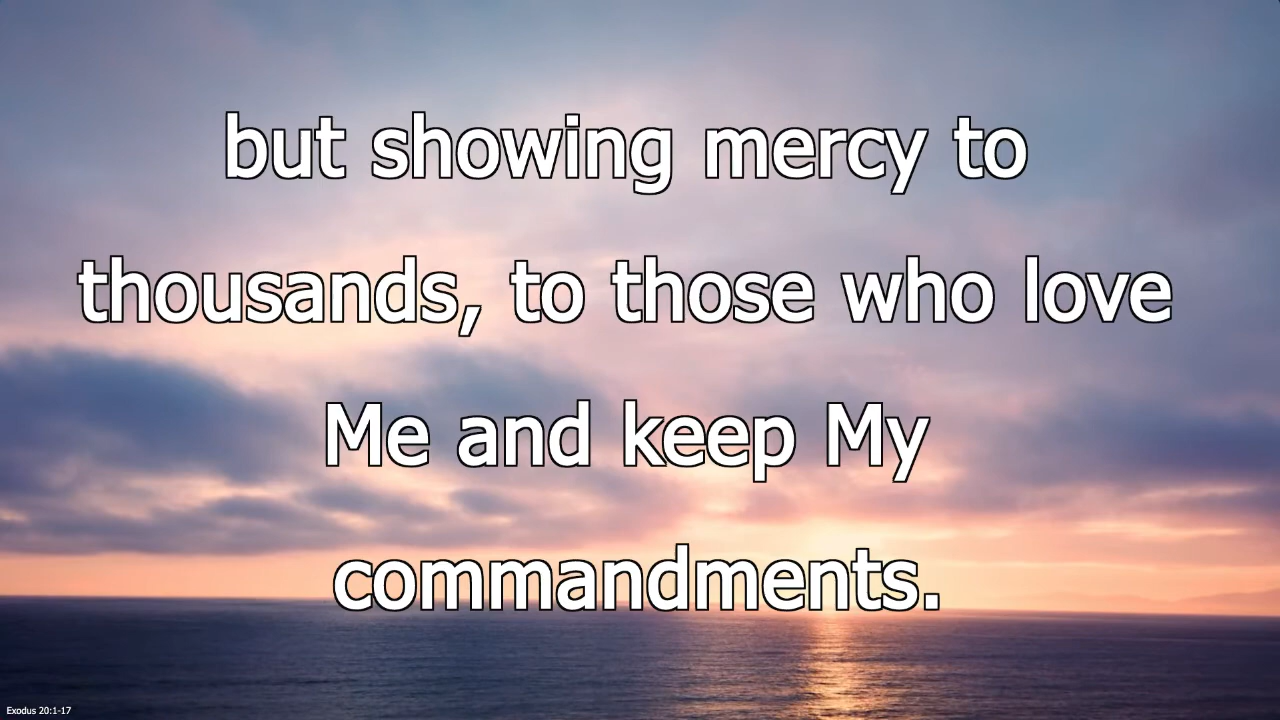 but showing mercy to
thousands, to those who love
Me and keep My
commandments.
Exodus 20:1-17